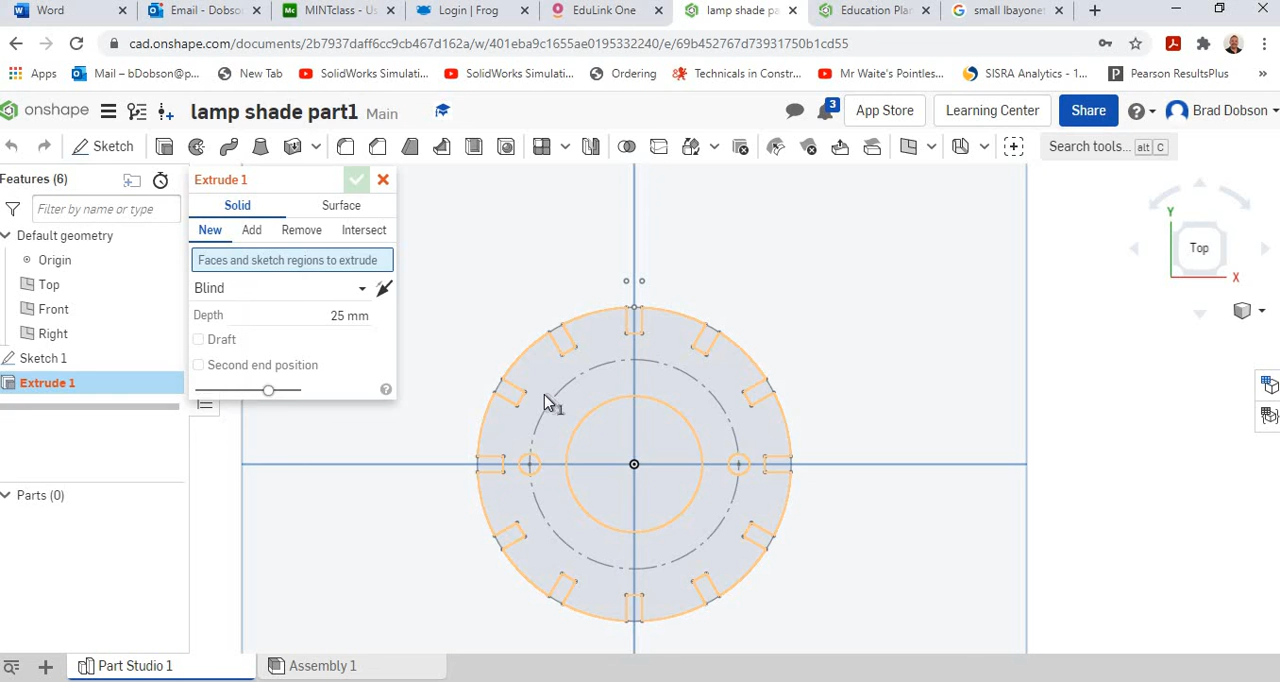 Word
Email - Dobso
MINTclass - Us
Login | Frog
EduLink One
lamp shade pa
Education Pla
small lbayone
cad.onshape.com/documents/2b7937daff6cc9cb467d162a/w/401eba9c1655ae0195332240/e/69b452767d73931750b1cd55
Apps
Mail – bDobson@p...
New Tab
SolidWorks Simulati...
SolidWorks Simulati...
Ordering
Technicals in Constr...
Mr Waite's Pointles...
SISRA Analytics - 1...
Pearson ResultsPlus
»
onshape
lamp shade part1 Main
3
App Store
Learning Center
Share
Brad Dobson
Sketch
Search tools... alt C
Features (6)
Filter by name or type
Default geometry
Origin
Top
Front
Right
Sketch 1
Extrude 1
Parts (0)
Extrude 1
Solid Surface
New Add Remove Intersect
Faces and sketch regions to extrude
Blind
Depth 25 mm
Draft
Second end position
Y
Top
X
1
Part Studio 1
Assembly 1